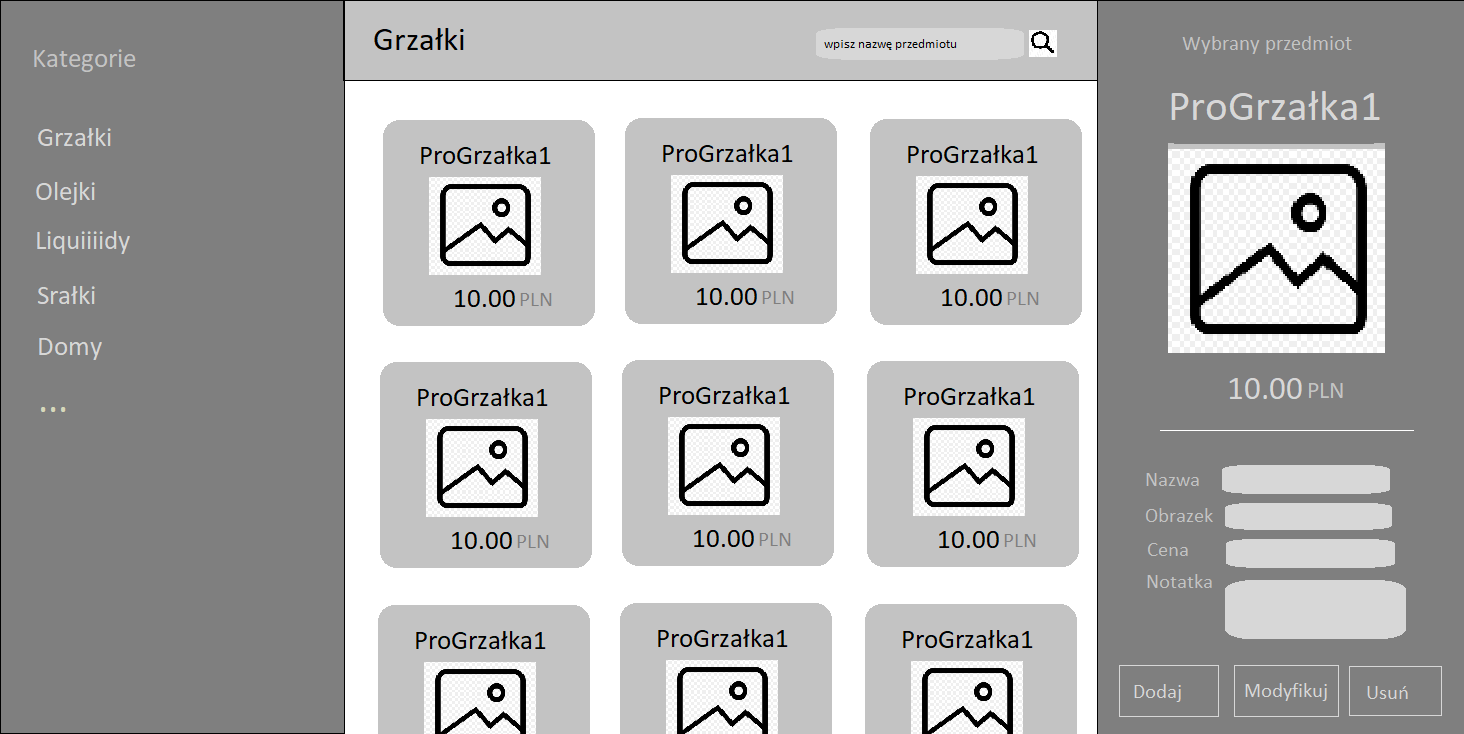 Kategorie
Grzałki
Olejki
Liquiiiidy
Srałki
Domy
...
Grzałki
wpisz nazwę przedmiotu
ProGrzałka1
10.00 PLN
ProGrzałka1
10.00 PLN
ProGrzałka1
10.00 PLN
ProGrzałka1
10.00 PLN
ProGrzałka1
10.00 PLN
ProGrzałka1
10.00 PLN
ProGrzałka1
ProGrzałka1
ProGrzałka1
Wybrany przedmiot
ProGrzałka1
10.00 PLN
Nazwa
Obrazek
Cena
Notatka
Dodaj
Modyfikuj
Usuń